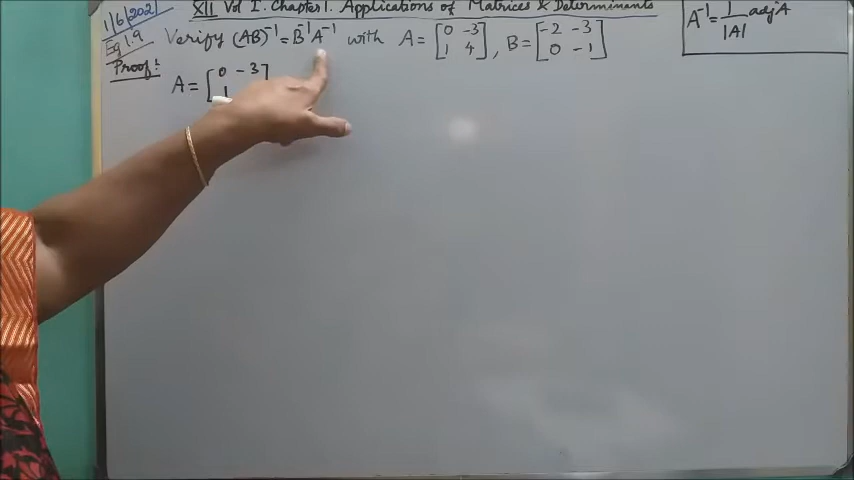 1/6/2021
XII Vol I. Chapter 1. Applications of Matrices & Determinants
Eg 1.9
Verify (AB)⁻¹ = B⁻¹A⁻¹ with A = [0 -3; 1 4], B = [-2 -3; 0 -1]
A⁻¹ = 1/|A| adj A
Proof:
A = [0 -3; 1